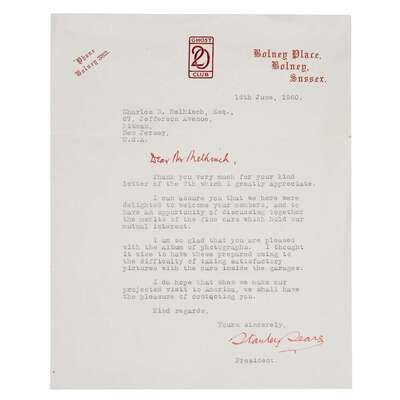 Phone
Bolney
GHOST
20
CLUB
Bolney Place,
Bolney,
Sussex.
16th June, 1960.
Charles D. Melhisch, Esq.,
67, Jefferson Avenue,
Pitman,
New Jersey,
U.S.A.
Dear Mr Melhisch,
Thank you very much for your kind
letter of the 7th which I greatly appreciate.
I can assure you that we here were
delighted to welcome your members, and to
have an opportunity of discussing together
the merits of the fine cars which hold our
mutual interest.
I am so glad that you are pleased
with the album of photographs. I thought
it wise to have these prepared owing to
the difficulty of taking satisfactory
pictures with the cars inside the garages.
I do hope that when we make our
projected visit to America, we shall have
the pleasure of contacting you.
Kind regards,
Yours sincerely,
Stanley Sears
President.